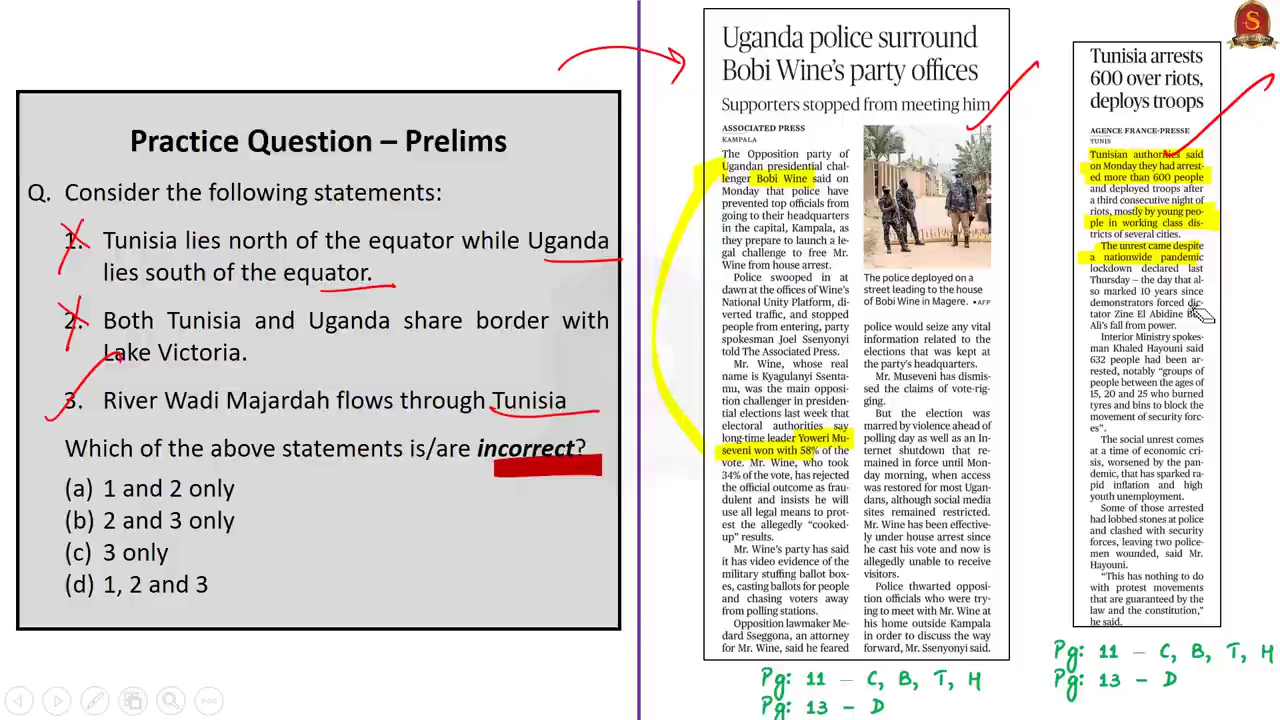 Practice Question – Prelims
Q. Consider the following statements:
1. Tunisia lies north of the equator while Uganda
lies south of the equator.
2. Both Tunisia and Uganda share border with
Lake Victoria.
3. River Wadi Majardah flows through Tunisia
Which of the above statements is/are incorrect?
(a) 1 and 2 only
(b) 2 and 3 only
(c) 3 only
(d) 1, 2 and 3
Uganda police surround
Bobi Wine's party offices
Supporters stopped from meeting him
ASSOCIATED PRESS
KAMPALA
The Opposition party of
Ugandan presidential chal-
lenger Bobi Wine said on
Monday that police have
prevented top officials from
going to their headquarters
in the capital, Kampala, as
they prepare to launch a le-
gal challenge to free Mr.
Wine from house arrest.
Police swooped in at
dawn at the offices of Wine's
National Unity Platform, di-
verted traffic, and stopped
people from entering, party
spokesman Joel Ssenyonyi
told The Associated Press.
Mr. Wine, whose real
name is Kyagulanyi Ssenta-
mu, was the main opposi-
tion challenger in presiden-
tial elections last week that
electoral authorities say
long-time leader Yoweri Mu-
seveni won with 58% of the
vote. Mr. Wine, who took
34% of the vote, has rejected
the official outcome as frau-
dulent and insists he will
use all legal means to prot-
est the allegedly "cooked-
up" results.
Mr. Wine's party has said
it has video evidence of the
military stuffing ballot box-
es, casting ballots for people
and chasing voters away
from polling stations.
Opposition lawmaker Me-
dard Sseggona, an attorney
for Mr. Wine, said he feared
The police deployed on a
street leading to the house
of Bobi Wine in Magere. •AFP
police would seize any vital
information related to the
elections that was kept at
the party's headquarters.
Mr. Museveni has dismis-
sed the claims of vote-rig-
ging.
But the election was
marred by violence ahead of
polling day as well as an In-
ternet shutdown that re-
mained in force until Mon-
day morning, when access
was restored for most Ugan-
dans, although social media
sites remained restricted.
Mr. Wine has been effective-
ly under house arrest since
he cast his vote and now is
allegedly unable to receive
visitors.
Police thwarted opposi-
tion officials who were try-
ing to meet with Mr. Wine at
his home outside Kampala
in order to discuss the way
forward, Mr. Ssenyonyi said.
Pg: 11 – C, B, T, H
Pg: 13 – D
S
Tunisia arrests
600 over riots,
deploys troops
AGENCE FRANCE-PRESSE
TUNIS
Tunisian authorities said
on Monday they had arrest-
ed more than 600 people
and deployed troops after
a third consecutive night of
riots, mostly by young peo-
ple in working class dis-
tricts of several cities.
The unrest came despite
a nationwide pandemic
lockdown declared last
Thursday – the day that al-
so marked 10 years since
demonstrators forced dic-
tator Zine El Abidine
Ali's fall from power.
Interior Ministry spokes-
man Khaled Hayouni said
632 people had been ar-
rested, notably "groups of
people between the ages of
15, 20 and 25 who burned
tyres and bins to block the
movement of security forc-
es".
The social unrest comes
at a time of economic cri-
sis, worsened by the pan-
demic, that has sparked ra-
pid inflation and high
youth unemployment.
Some of those arrested
had lobbed stones at police
and clashed with security
forces, leaving two police-
men wounded, said Mr.
Hayouni.
"This has nothing to do
with protest movements
that are guaranteed by the
law and the constitution,"
he said.
Pg: 11 – C, B, T, H
Pg: 13 – D